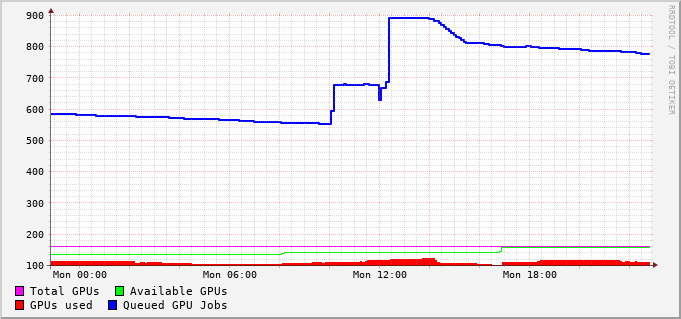 900
800
700
600
500
400
300
200
100
Mon 00:00 Mon 06:00 Mon 12:00 Mon 18:00
Total GPUs Available GPUs
GPUs used Queued GPU Jobs
RRDTOOL / TOBI OETIKER